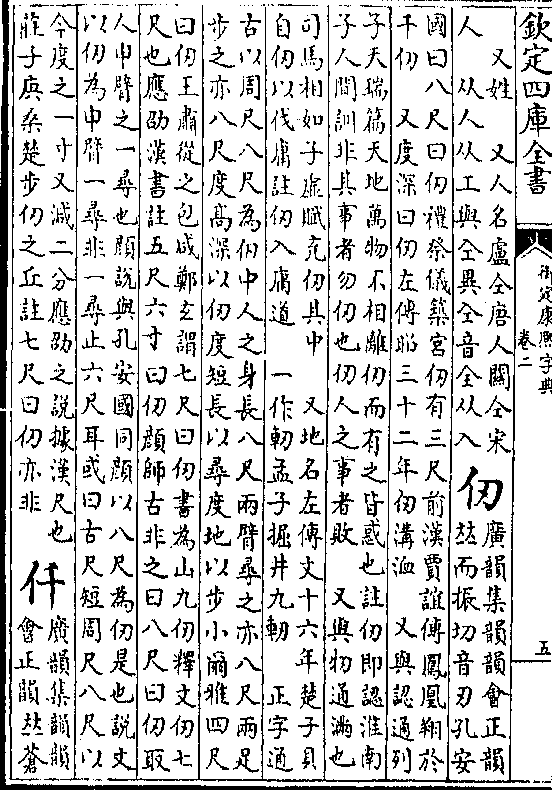 欽定四庫全書
御定康熙字典
卷二
五
又姓　又人名盧仝唐人闞仝宋
人　从人从工與仝異仝音仝从入
仞
廣韻集韻韻會正韻
𠀤而振切音刃孔安
國曰八尺曰仞禮祭儀築宮仞有三尺前漢賈誼傳鳳凰翔於
千仞　又度深曰仞左傳昭三十二年仞溝洫　又與認通列
子天瑞篇天地萬物不相離仞而有之皆惑也註仞即認淮南
子人間訓非其事者勿仞也仞人之事者敗　又與牣通滿也
司馬相如子虛賦充仞其中　又地名左傳文十六年楚子貝
自仞以伐庸註仞入庸道　一作軔孟子掘井九軔　正字通
古以周尺八尺為仞中人之身長八尺兩臂尋之亦八尺兩足
步之亦八尺度高深以仞度短長以尋度地以步小爾雅四尺
曰仞王肅從之包咸鄭玄謂七尺曰仞書為山九仞釋文仞七
尺也應劭漢書註五尺六寸曰仞顏師古非之曰八尺曰仞取
人申臂之一尋也顏說與孔安國同顏以八尺為仞是也說文
以仞為申臂一尋非一尋止六尺耳或曰古尺短周尺八尺以
今度之一寸又減二分應劭之說據漢尺也
莊子庚桑楚步仞之丘註七尺曰仞亦非
仟
廣韻集韻韻
會正韻𠀤蒼